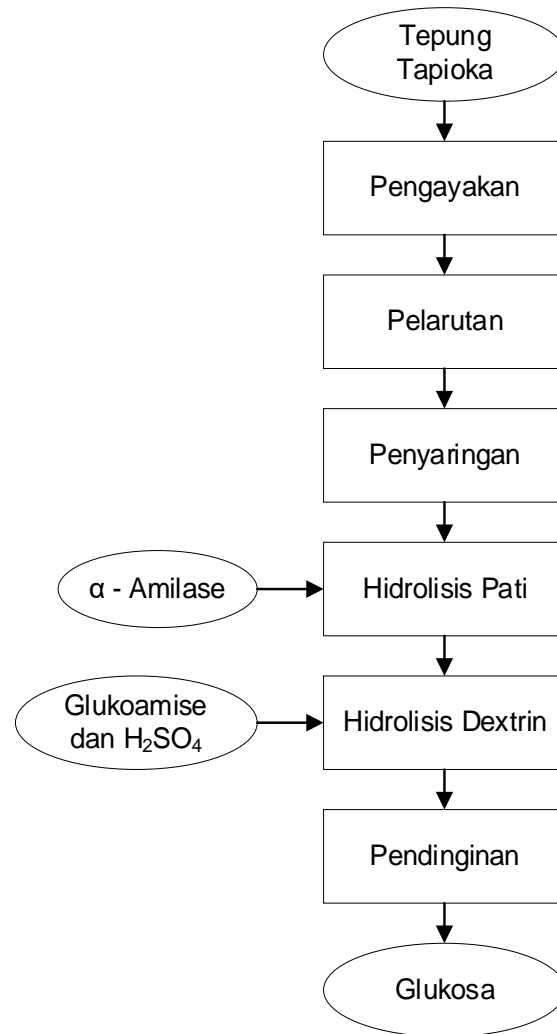 Tepung
Tapioka
Pengayakan
Pelarutan
Penyaringan
α - Amilase
Hidrolisis Pati
Glukoamise
dan H₂SO₄
Hidrolisis Dextrin
Pendinginan
Glukosa